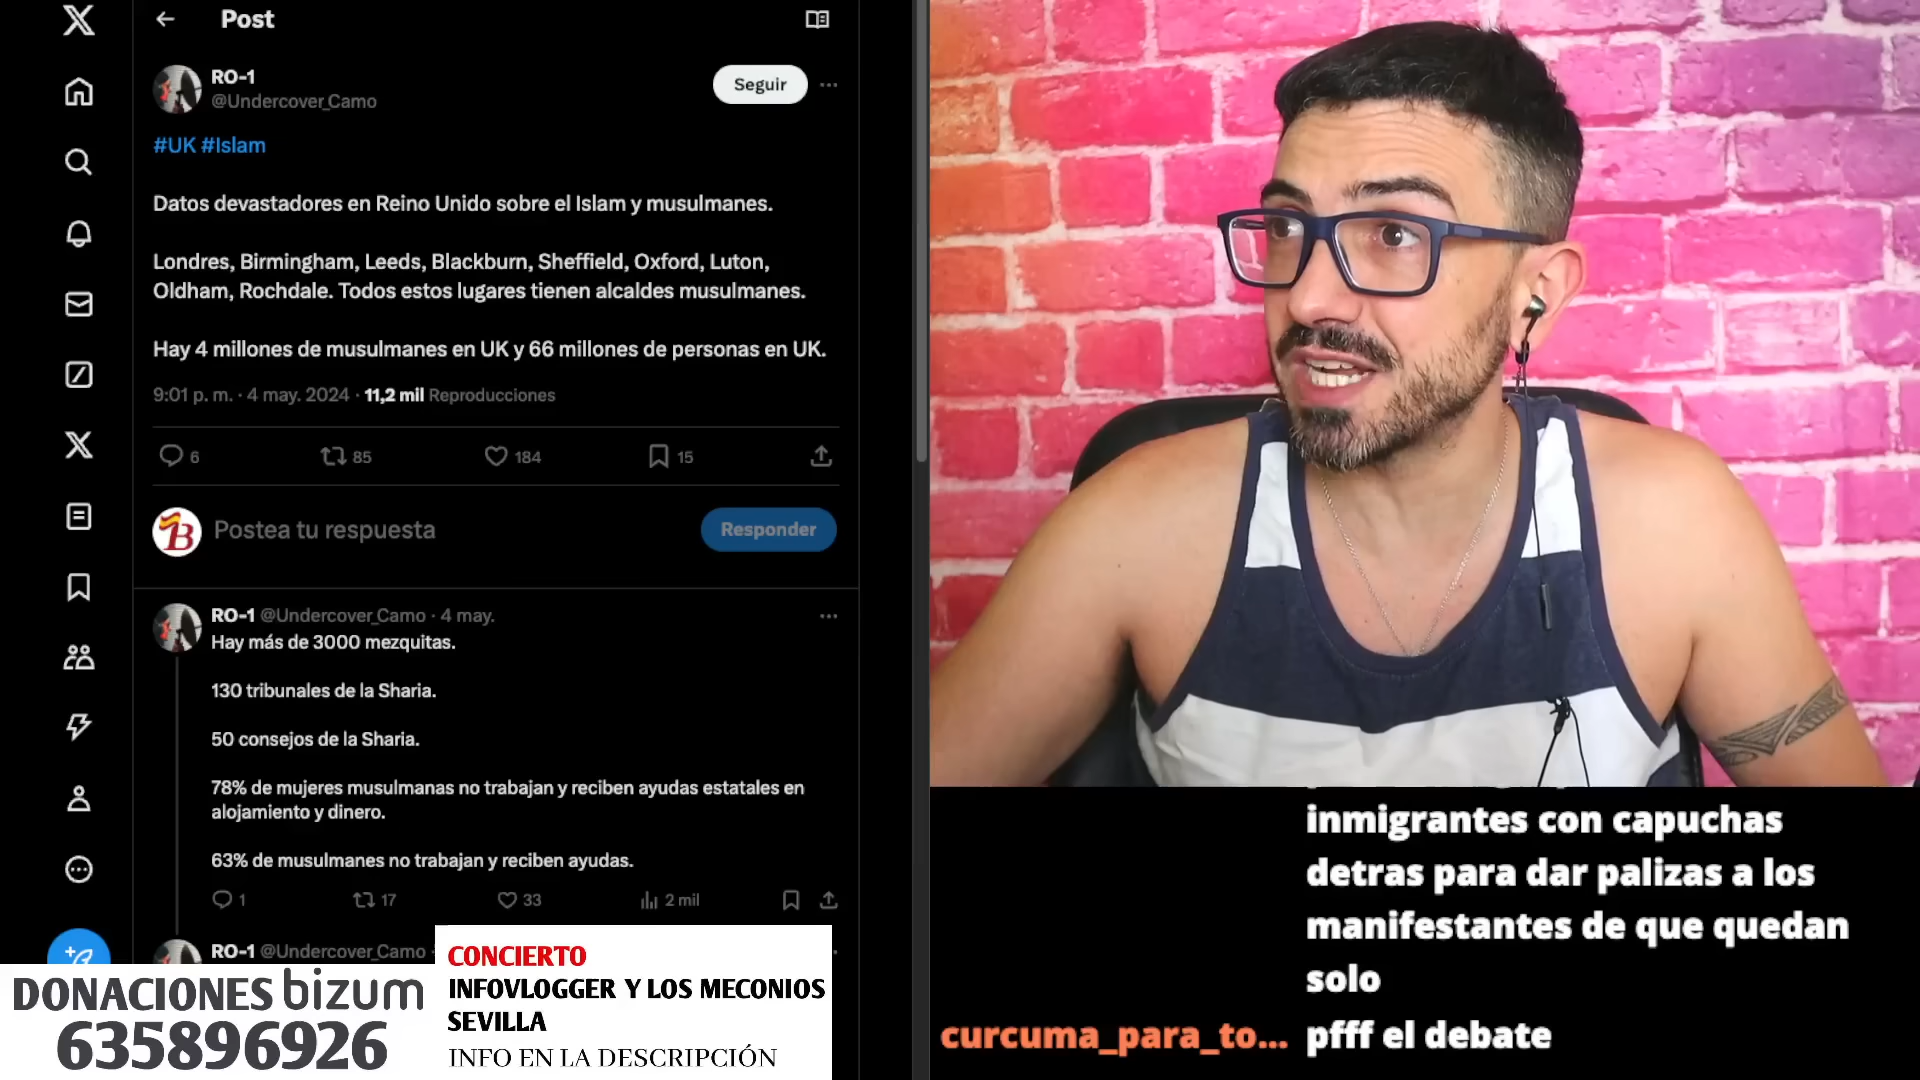 Post
RO-1
@Undercover_Camo
Seguir
#UK #Islam
Datos devastadores en Reino Unido sobre el Islam y musulmanes.
Londres, Birmingham, Leeds, Blackburn, Sheffield, Oxford, Luton,
Oldham, Rochdale. Todos estos lugares tienen alcaldes musulmanes.
Hay 4 millones de musulmanes en UK y 66 millones de personas en UK.
9:01 p. m. · 4 may. 2024 · 11,2 mil Reproducciones
6 85 184 15
Postea tu respuesta
Responder
RO-1 @Undercover_Camo · 4 may.
Hay más de 3000 mezquitas.
130 tribunales de la Sharia.
50 consejos de la Sharia.
78% de mujeres musulmanas no trabajan y reciben ayudas estatales en
alojamiento y dinero.
63% de musulmanes no trabajan y reciben ayudas.
1 17 33 2 mil
RO-1 @Undercover_Camo ·
DONACIONES bizum
635896926
CONCIERTO
INFOVLOGGER Y LOS MECONIOS
SEVILLA
INFO EN LA DESCRIPCIÓN
inmigrantes con capuchas
detras para dar palizas a los
manifestantes de que quedan
solo
curcuma_para_to... pfff el debate